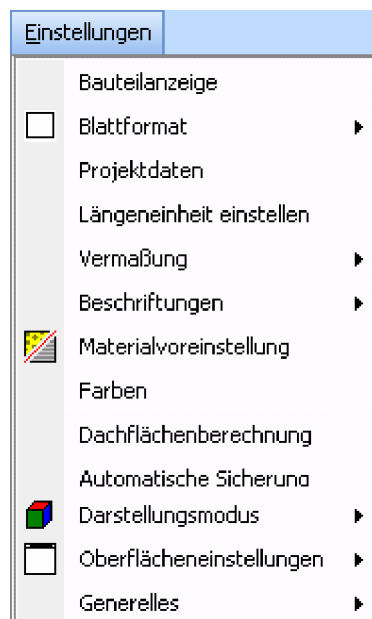 Einstellungen
Bauteilanzeige
Blattformat
Projektdaten
Längeneinheit einstellen
Vermaßung
Beschriftungen
Materialvoreinstellung
Farben
Dachflächenberechnung
Automatische Sicherung
Darstellungsmodus
Oberflächeneinstellungen
Generelles